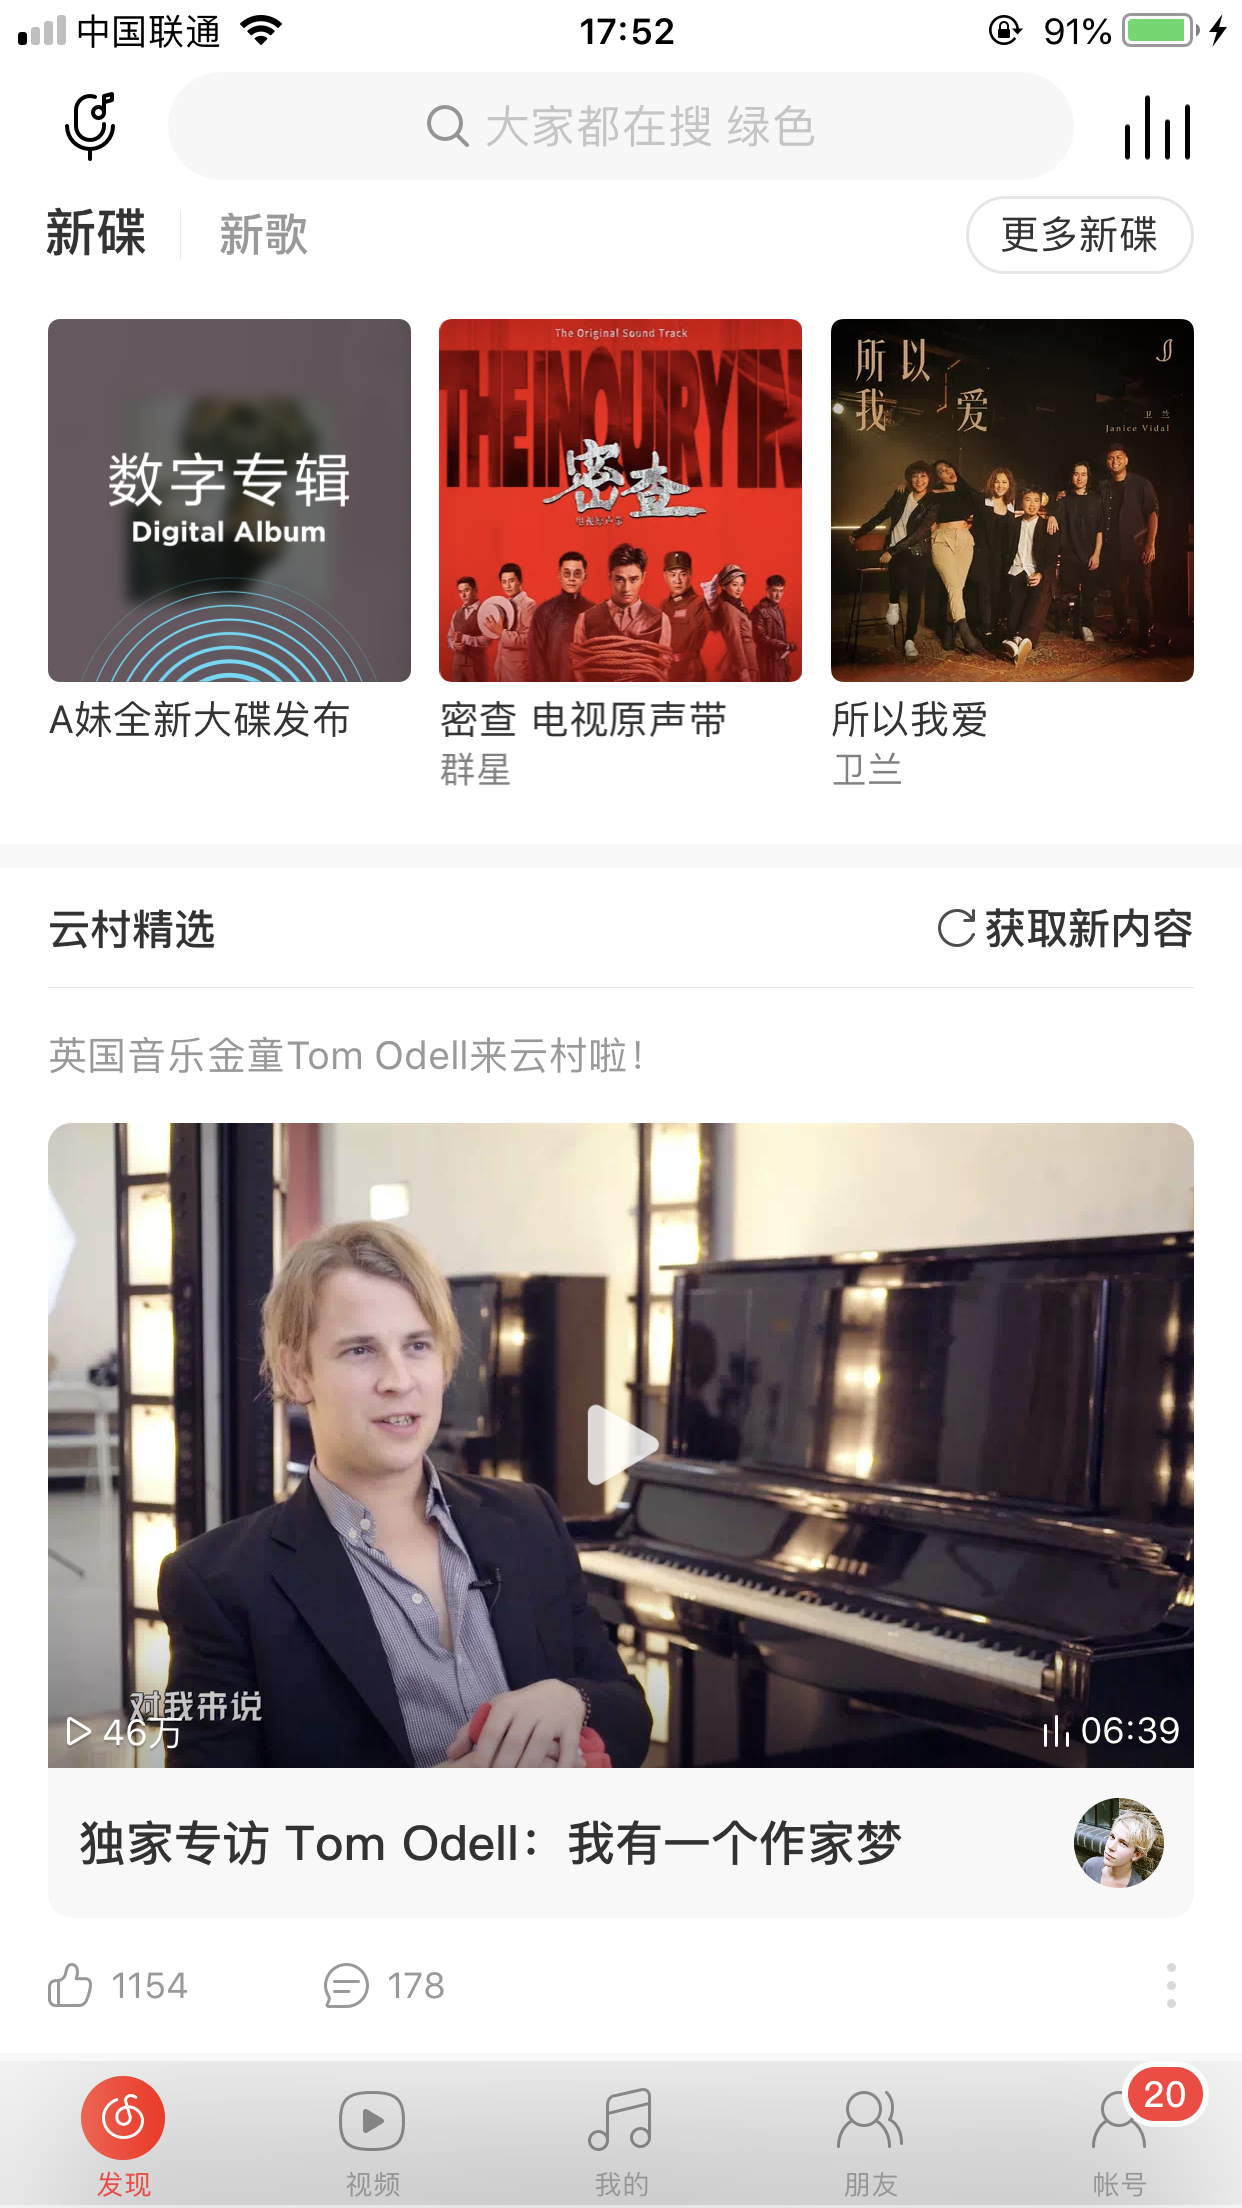 中国联通 17:52 91%
大家都在搜 绿色
新碟 新歌 更多新碟
数字专辑
Digital Album
The Original Sound Track
THE INQUIRY IN
密查
电视原声带
所以
我爱
卫兰
Janice Vidal
A妹全新大碟发布
密查 电视原声带
群星
所以我爱
卫兰
云村精选 获取新内容
英国音乐金童Tom Odell来云村啦！
对我来说
46万 06:39
独家专访 Tom Odell：我有一个作家梦
1154 178
20
发现 视频 我的 朋友 帐号